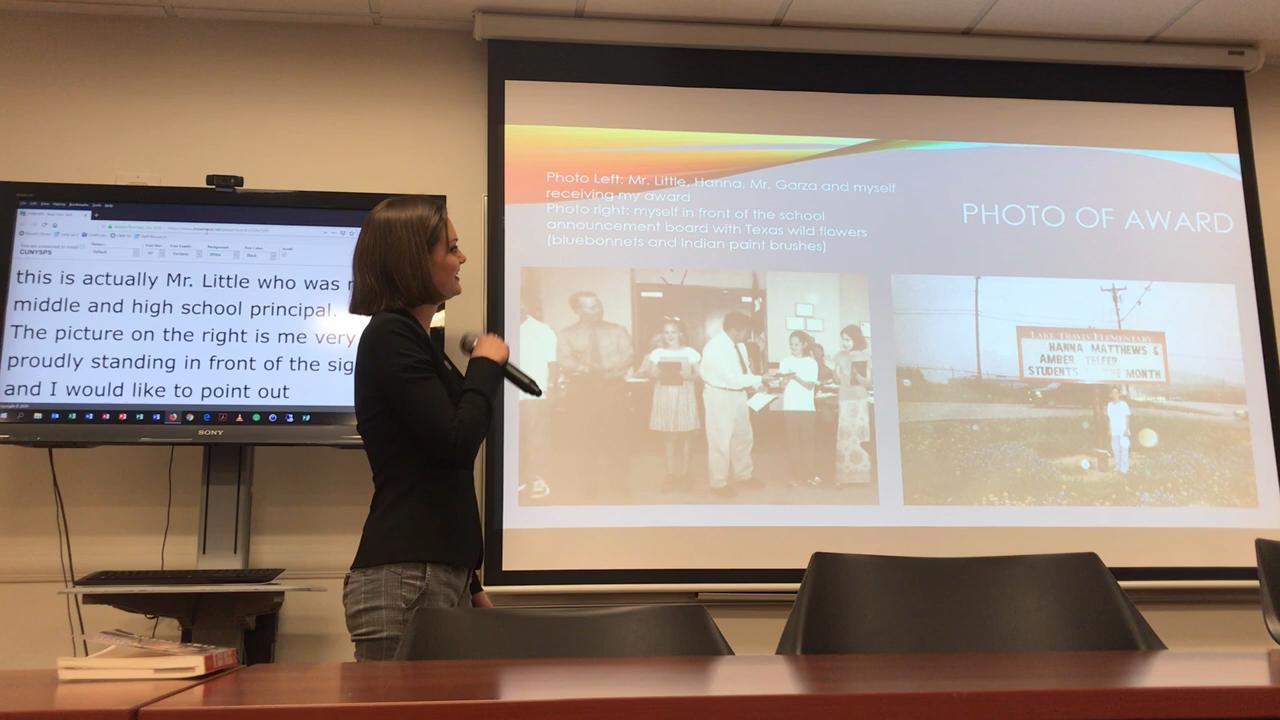 CUNYSPS
this is actually Mr. Little who was
middle and high school principal.
The picture on the right is me very
proudly standing in front of the sig
and I would like to point out
SONY
Photo Left: Mr. Little, Hanna, Mr. Garza and myself
receiving my award
Photo right: myself in front of the school
announcement board with Texas wild flowers
(bluebonnets and Indian paint brushes)
PHOTO OF AWARD
LAKE TRAVIS ELEMENTARY
HANNA MATTHEWS &
AMBER TELFER
STUDENTS THE MONTH